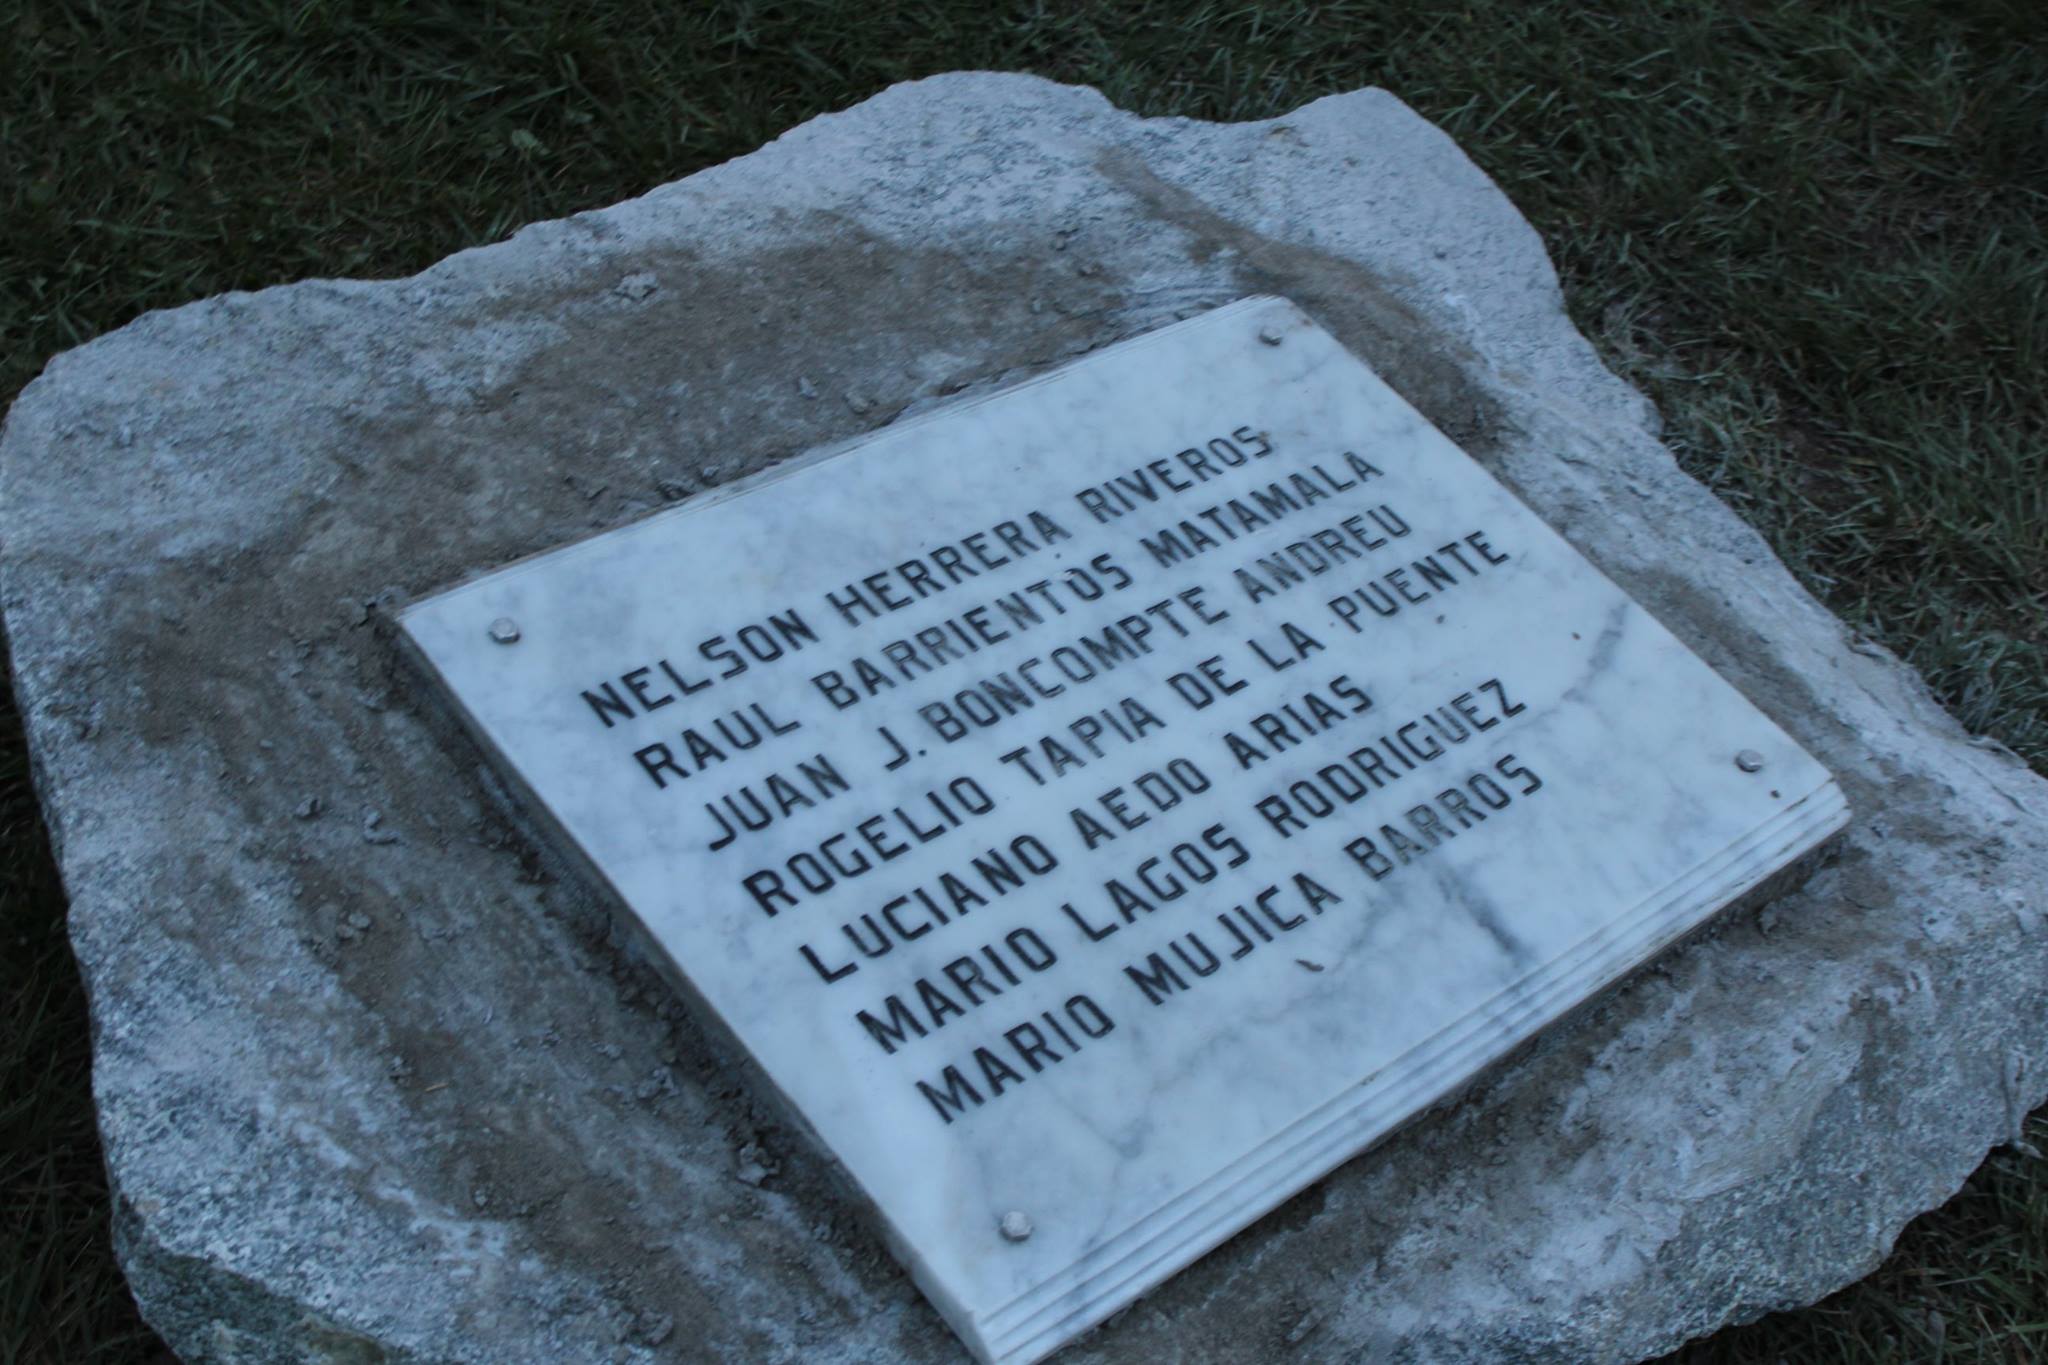 NELSON HERRERA RIVEROS
RAUL BARRIENTOS MATAMALA
JUAN J. BONCOMPTE ANDREU
ROGELIO TAPIA DE LA PUENTE
LUCIANO AEDO ARIAS
MARIO LAGOS RODRIGUEZ
MARIO MUJICA BARROS